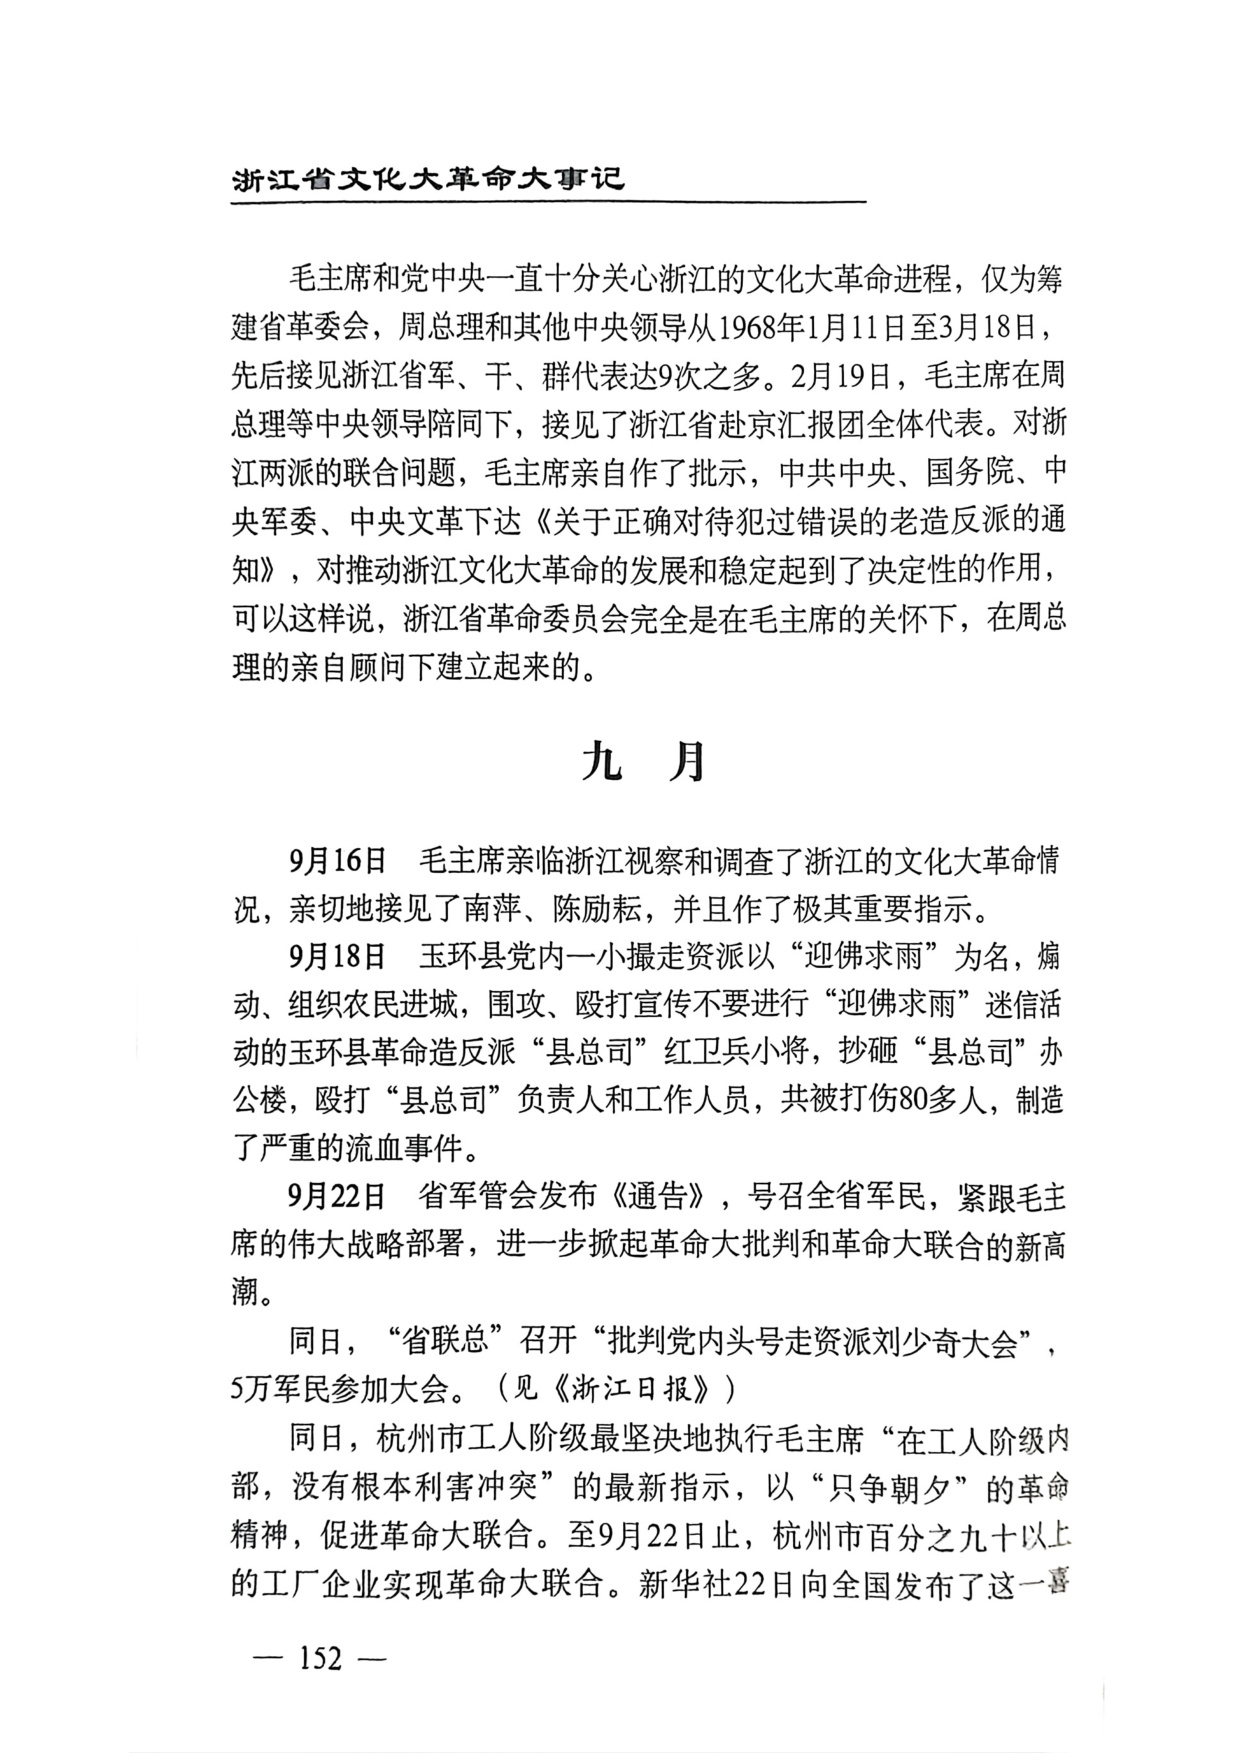 浙江省文化大革命大事记
毛主席和党中央一直十分关心浙江的文化大革命进程，仅为筹
建省革委会，周总理和其他中央领导从1968年1月11日至3月18日，
先后接见浙江省军、干、群代表达9次之多。2月19日，毛主席在周
总理等中央领导陪同下，接见了浙江省赴京汇报团全体代表。对浙
江两派的联合问题，毛主席亲自作了批示，中共中央、国务院、中
央军委、中央文革下达《关于正确对待犯过错误的老造反派的通
知》，对推动浙江文化大革命的发展和稳定起到了决定性的作用，
可以这样说，浙江省革命委员会完全是在毛主席的关怀下，在周总
理的亲自顾问下建立起来的。
九 月
9月16日 毛主席亲临浙江视察和调查了浙江的文化大革命情
况，亲切地接见了南萍、陈励耘，并且作了极其重要指示。
9月18日 玉环县党内一小撮走资派以“迎佛求雨”为名，煽
动、组织农民进城，围攻、殴打宣传不要进行“迎佛求雨”迷信活
动的玉环县革命造反派“县总司”红卫兵小将，抄砸“县总司”办
公楼，殴打“县总司”负责人和工作人员，共被打伤80多人，制造
了严重的流血事件。
9月22日 省军管会发布《通告》，号召全省军民，紧跟毛主
席的伟大战略部署，进一步掀起革命大批判和革命大联合的新高
潮。
同日，“省联总”召开“批判党内头号走资派刘少奇大会”，
5万军民参加大会。（见《浙江日报》）
同日，杭州市工人阶级最坚决地执行毛主席“在工人阶级内
部，没有根本利害冲突”的最新指示，以“只争朝夕”的革命
精神，促进革命大联合。至9月22日止，杭州市百分之九十以上
的工厂企业实现革命大联合。新华社22日向全国发布了这一喜
— 152 —